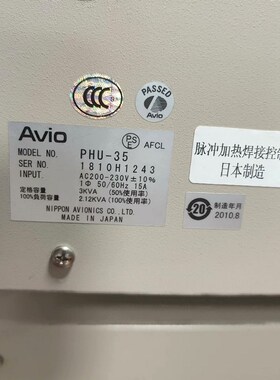 CCC
PASSED
Avio
Avio
PS
E
AFCL
MODEL NO. PHU-35
SER NO. 1810H1243
INPUT AC200-230V±10%
1Φ 50/60Hz 15A
定格容量 3KVA (50%使用率)
100%負荷容量 2.12KVA (100%使用率)
NIPPON AVIONICS CO., LTD.
MADE IN JAPAN
脉冲加热焊接控制
日本制造
20
制造年月
2010.8